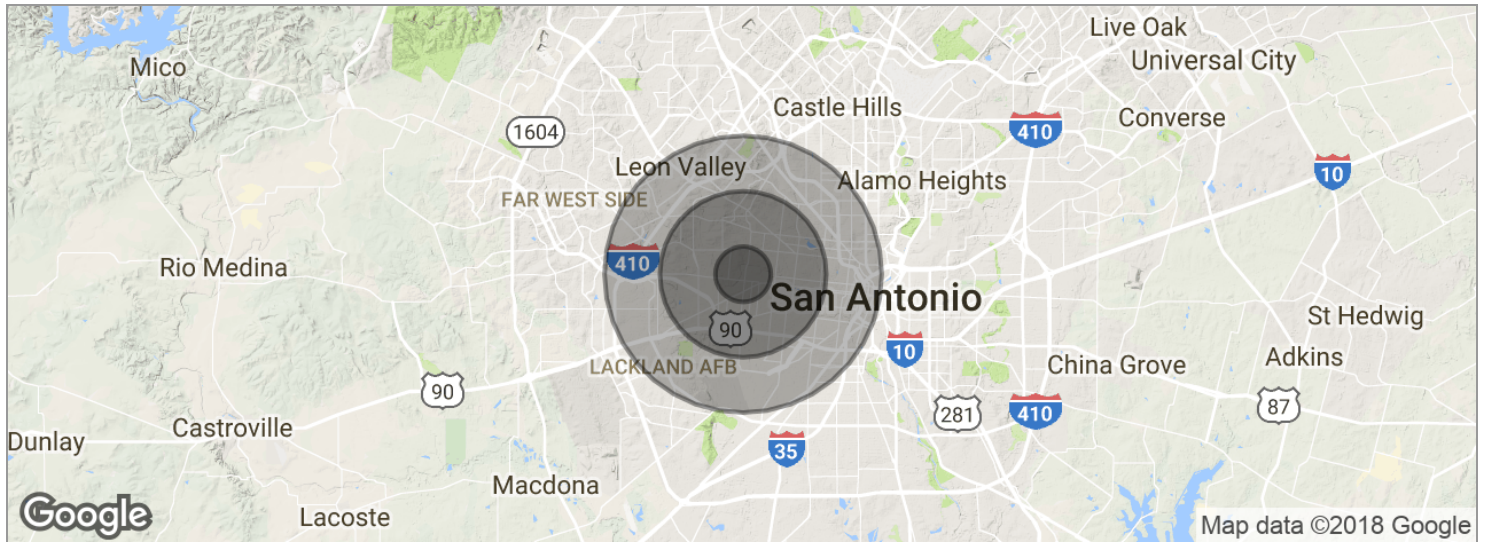 Live Oak
Universal City
Mico
Castle Hills
Converse
1604
410
Leon Valley
10
Alamo Heights
FAR WEST SIDE
410
Rio Medina
San Antonio
St Hedwig
90
10
Adkins
LACKLAND AFB
China Grove
90
281
410
87
Castroville
Dunlay
35
Macdona
Google
Lacoste
Map data ©2018 Google